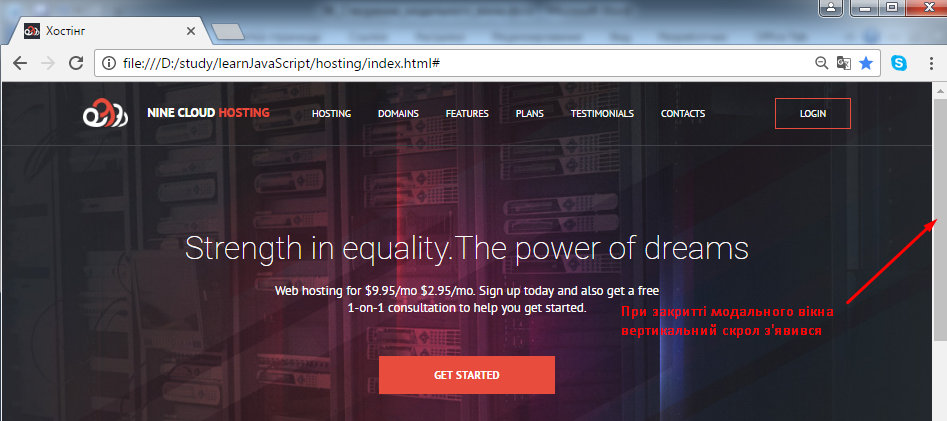 Хостінг
file:///D:/study/learnJavaScript/hosting/index.html#
NINE CLOUD HOSTING
HOSTING
DOMAINS
FEATURES
PLANS
TESTIMONIALS
CONTACTS
LOGIN
Strength in equality.The power of dreams
Web hosting for $9.95/mo $2.95/mo. Sign up today and also get a free
1-on-1 consultation to help you get started.
При закритті модального вікна
вертикальний скрол з'явився
GET STARTED